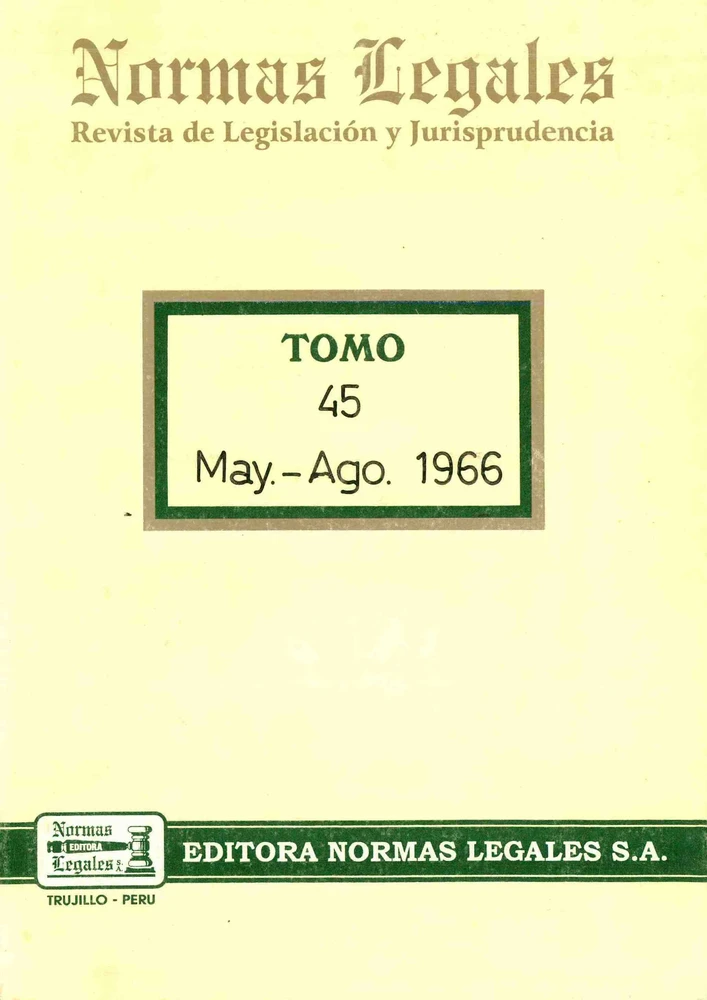 Normas Legales
Revista de Legislación y Jurisprudencia
TOMO
45
May.-Ago. 1966
Normas
EDITORA
Legales S.A.
EDITORA NORMAS LEGALES S.A.
TRUJILLO - PERU